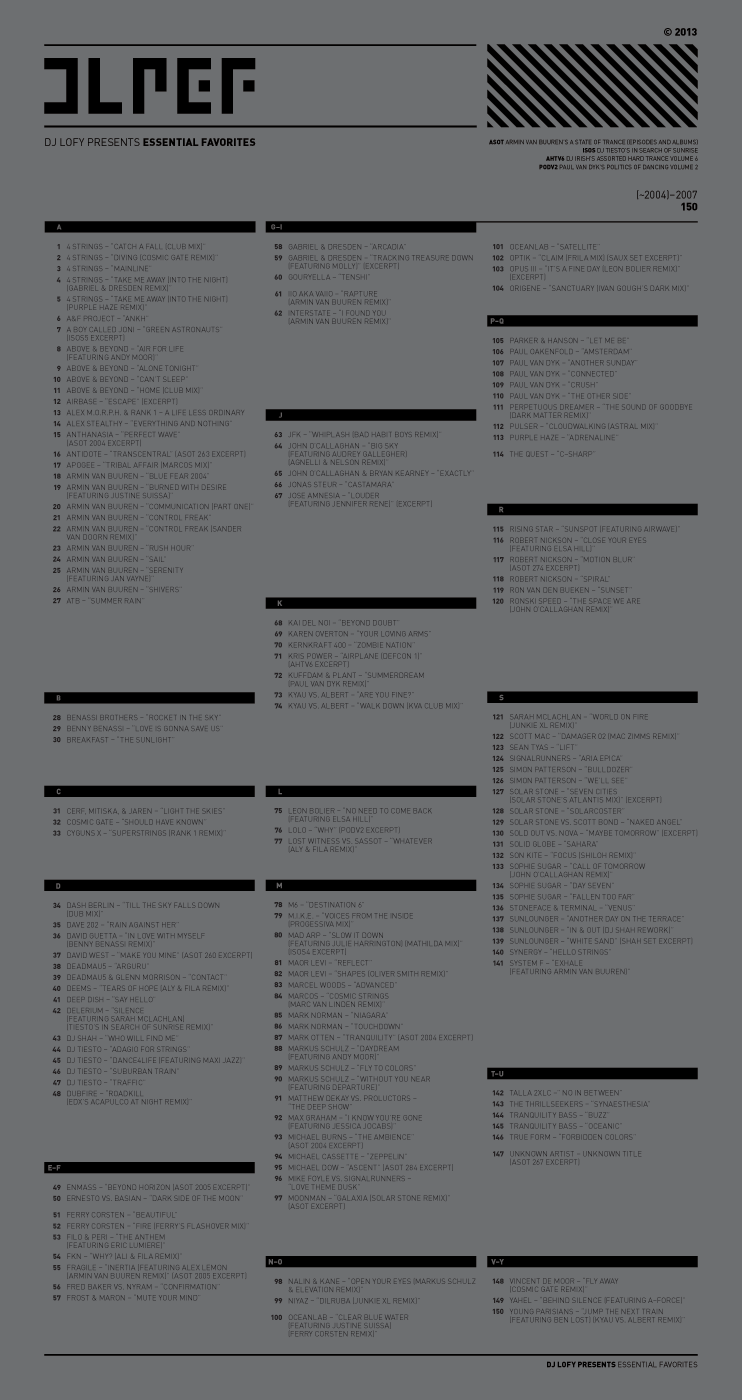 © 2013
DJ LOFY PRESENTS ESSENTIAL FAVORITES
ASOT ARMIN VAN BUUREN'S A STATE OF TRANCE (EPISODES AND ALBUMS)
ISOS DJ TIESTO'S IN SEARCH OF SUNRISE
AHTV6 DJ IRISH'S ASSORTED HARD TRANCE VOLUME 6
PODV2 PAUL VAN DYK'S POLITICS OF DANCING VOLUME 2
(~2004)–2007
150
A
1 4 STRINGS – "CATCH A FALL (CLUB MIX)"
2 4 STRINGS – "DIVING (COSMIC GATE REMIX)"
3 4 STRINGS – "MAINLINE"
4 4 STRINGS – "TAKE ME AWAY (INTO THE NIGHT)
(GABRIEL & DRESDEN REMIX)"
5 4 STRINGS – "TAKE ME AWAY (INTO THE NIGHT)
(PURPLE HAZE REMIX)"
6 A&F PROJECT – "ANKH"
7 A BOY CALLED JONI – "GREEN ASTRONAUTS"
(ISOS5 EXCERPT)
8 ABOVE & BEYOND – "AIR FOR LIFE
(FEATURING ANDY MOOR)"
9 ABOVE & BEYOND – "ALONE TONIGHT"
10 ABOVE & BEYOND – "CAN'T SLEEP"
11 ABOVE & BEYOND – "HOME (CLUB MIX)"
12 AIRBASE – "ESCAPE" (EXCERPT)
13 ALEX M.O.R.P.H. & RANK 1 – A LIFE LESS ORDINARY
14 ALEX STEALTHY – "EVERYTHING AND NOTHING"
15 ANTHANASIA – "PERFECT WAVE"
(ASOT 2004 EXCERPT)
16 ANTIDOTE – "TRANSCENTRAL" (ASOT 263 EXCERPT)
17 APOGEE – "TRIBAL AFFAIR (MARCOS MIX)"
18 ARMIN VAN BUUREN – "BLUE FEAR 2004"
19 ARMIN VAN BUUREN – "BURNED WITH DESIRE
(FEATURING JUSTINE SUISSA)"
20 ARMIN VAN BUUREN – "COMMUNICATION (PART ONE)"
21 ARMIN VAN BUUREN – "CONTROL FREAK"
22 ARMIN VAN BUUREN – "CONTROL FREAK (SANDER
VAN DOORN REMIX)"
23 ARMIN VAN BUUREN – "RUSH HOUR"
24 ARMIN VAN BUUREN – "SAIL"
25 ARMIN VAN BUUREN – "SERENITY
(FEATURING JAN VAYNE)"
26 ARMIN VAN BUUREN – "SHIVERS"
27 ATB – "SUMMER RAIN"
B
28 BENASSI BROTHERS – "ROCKET IN THE SKY"
29 BENNY BENASSI – "LOVE IS GONNA SAVE US"
30 BREAKFAST – "THE SUNLIGHT"
C
31 CERF, MITISKA, & JAREN – "LIGHT THE SKIES"
32 COSMIC GATE – "SHOULD HAVE KNOWN"
33 CYGUNS X – "SUPERSTRINGS (RANK 1 REMIX)"
D
34 DASH BERLIN – "TILL THE SKY FALLS DOWN
(DUB MIX)"
35 DAVE 202 – "RAIN AGAINST HER"
36 DAVID GUETTA – "IN LOVE WITH MYSELF
(BENNY BENASSI REMIX)"
37 DAVID WEST – "MAKE YOU MINE" (ASOT 260 EXCERPT)
38 DEADMAU5 – "ARGURU"
39 DEADMAU5 & GLENN MORRISON – "CONTACT"
40 DEEMS – "TEARS OF HOPE (ALY & FILA REMIX)"
41 DEEP DISH – "SAY HELLO"
42 DELERIUM – "SILENCE
(FEATURING SARAH MCLACHLAN)
(TIESTO'S IN SEARCH OF SUNRISE REMIX)"
43 DJ SHAH – "WHO WILL FIND ME"
44 DJ TIESTO – "ADAGIO FOR STRINGS"
45 DJ TIESTO – "DANCE4LIFE (FEATURING MAXI JAZZ)"
46 DJ TIESTO – "SUBURBAN TRAIN"
47 DJ TIESTO – "TRAFFIC"
48 DUBFIRE – "ROADKILL
(EDX'S ACAPULCO AT NIGHT REMIX)"
E–F
49 ENMASS – "BEYOND HORIZON (ASOT 2005 EXCERPT)"
50 ERNESTO VS. BASIAN – "DARK SIDE OF THE MOON"
51 FERRY CORSTEN – "BEAUTIFUL"
52 FERRY CORSTEN – "FIRE (FERRY'S FLASHOVER MIX)"
53 FILO & PERI – "THE ANTHEM
(FEATURING ERIC LUMIERE)"
54 FKN – "WHY? (ALI & FILA REMIX)"
55 FRAGILE – "INERTIA (FEATURING ALEX LEMON
(ARMIN VAN BUUREN REMIX)" (ASOT 2005 EXCERPT)
56 FRED BAKER VS. NYRAM – "CONFIRMATION"
57 FROST & MARON – "MUTE YOUR MIND"
G–I
58 GABRIEL & DRESDEN – "ARCADIA"
59 GABRIEL & DRESDEN – "TRACKING TREASURE DOWN
(FEATURING MOLLY)" (EXCERPT)
60 GOURYELLA – "TENSHI"
61 IIO AKA VAIIO – "RAPTURE
(ARMIN VAN BUUREN REMIX)"
62 INTERSTATE – "I FOUND YOU
(ARMIN VAN BUUREN REMIX)"
J
63 JFK – "WHIPLASH (BAD HABIT BOYS REMIX)"
64 JOHN O'CALLAGHAN – "BIG SKY
(FEATURING AUDREY GALLEGHER)
(AGNELLI & NELSON REMIX)"
65 JOHN O'CALLAGHAN & BRYAN KEARNEY – "EXACTLY"
66 JONAS STEUR – "CASTAMARA"
67 JOSE AMNESIA – "LOUDER
(FEATURING JENNIFER RENE)" (EXCERPT)
K
68 KAI DEL NOI – "BEYOND DOUBT"
69 KAREN OVERTON – "YOUR LOVING ARMS"
70 KERNKRAFT 400 – "ZOMBIE NATION"
71 KRIS POWER – "AIRPLANE (DEFCON 1)"
(AHTV6 EXCERPT)
72 KUFFDAM & PLANT – "SUMMERDREAM
(PAUL VAN DYK REMIX)"
73 KYAU VS. ALBERT – "ARE YOU FINE?"
74 KYAU VS. ALBERT – "WALK DOWN (KVA CLUB MIX)"
L
75 LEON BOLIER – "NO NEED TO COME BACK
(FEATURING ELSA HILL)"
76 LOLO – "WHY" (PODV2 EXCERPT)
77 LOST WITNESS VS. SASSOT – "WHATEVER
(ALY & FILA REMIX)"
M
78 M6 – "DESTINATION 6"
79 M.I.K.E. – "VOICES FROM THE INSIDE
(PROGESSIVA MIX)"
80 MAD ARP – "SLOW IT DOWN
(FEATURING JULIE HARRINGTON) (MATHILDA MIX)"
(ISOS4 EXCERPT)
81 MAOR LEVI – "REFLECT"
82 MAOR LEVI – "SHAPES (OLIVER SMITH REMIX)"
83 MARCEL WOODS – "ADVANCED"
84 MARCOS – "COSMIC STRINGS
(MARC VAN LINDEN REMIX)"
85 MARK NORMAN – "NIAGARA"
86 MARK NORMAN – "TOUCHDOWN"
87 MARK OTTEN – "TRANQUILITY" (ASOT 2004 EXCERPT)
88 MARKUS SCHULZ – "DAYDREAM
(FEATURING ANDY MOOR)"
89 MARKUS SCHULZ – "FLY TO COLORS"
90 MARKUS SCHULZ – "WITHOUT YOU NEAR
(FEATURING DEPARTURE)"
91 MATTHEW DEKAY VS. PROLUCTORS –
"THE DEEP SHOW"
92 MAX GRAHAM – "I KNOW YOU'RE GONE
(FEATURING JESSICA JOCABS)"
93 MICHAEL BURNS – "THE AMBIENCE"
(ASOT 2004 EXCERPT)
94 MICHAEL CASSETTE – "ZEPPELIN"
95 MICHAEL DOW – "ASCENT" (ASOT 264 EXCERPT)
96 MIKE FOYLE VS. SIGNALRUNNERS –
"LOVE THEME DUSK"
97 MOONMAN – "GALAXIA (SOLAR STONE REMIX)"
(ASOT EXCERPT)
N–O
98 NALIN & KANE – "OPEN YOUR EYES (MARKUS SCHULZ
& ELEVATION REMIX)"
99 NIYAZ – "DILRUBA (JUNKIE XL REMIX)"
100 OCEANLAB – "CLEAR BLUE WATER
(FEATURING JUSTINE SUISSA)
(FERRY CORSTEN REMIX)"
101 OCEANLAB – "SATELLITE"
102 OPTIK – "CLAIM (FRILA MIX) (SAUX SET EXCERPT)"
103 OPUS III – "IT'S A FINE DAY (LEON BOLIER REMIX)"
(EXCERPT)
104 ORIGENE – "SANCTUARY (IVAN GOUGH'S DARK MIX)"
P–Q
105 PARKER & HANSON – "LET ME BE"
106 PAUL OAKENFOLD – "AMSTERDAM"
107 PAUL VAN DYK – "ANOTHER SUNDAY"
108 PAUL VAN DYK – "CONNECTED"
109 PAUL VAN DYK – "CRUSH"
110 PAUL VAN DYK – "THE OTHER SIDE"
111 PERPETUOUS DREAMER – "THE SOUND OF GOODBYE
(DARK MATTER REMIX)"
112 PULSER – "CLOUDWALKING (ASTRAL MIX)"
113 PURPLE HAZE – "ADRENALINE"
114 THE QUEST – "C-SHARP"
R
115 RISING STAR – "SUNSPOT (FEATURING AIRWAVE)"
116 ROBERT NICKSON – "CLOSE YOUR EYES
(FEATURING ELSA HILL)"
117 ROBERT NICKSON – "MOTION BLUR"
(ASOT 274 EXCERPT)
118 ROBERT NICKSON – "SPIRAL"
119 RON VAN DEN BUEKEN – "SUNSET"
120 RONSKI SPEED – "THE SPACE WE ARE
(JOHN O'CALLAGHAN REMIX)"
S
121 SARAH MCLACHLAN – "WORLD ON FIRE
(JUNKIE XL REMIX)"
122 SCOTT MAC – "DAMAGER 02 (MAC ZIMMS REMIX)"
123 SEAN TYAS – "LIFT"
124 SIGNALRUNNERS – "ARIA EPICA"
125 SIMON PATTERSON – "BULLDOZER"
126 SIMON PATTERSON – "WE'LL SEE"
127 SOLAR STONE – "SEVEN CITIES
(SOLAR STONE'S ATLANTIS MIX)" (EXCERPT)
128 SOLAR STONE – "SOLARCOSTER"
129 SOLAR STONE VS. SCOTT BOND – "NAKED ANGEL"
130 SOLD OUT VS. NOVA – "MAYBE TOMORROW" (EXCERPT)
131 SOLID GLOBE – "SAHARA"
132 SON KITE – "FOCUS (SHILOH REMIX)"
133 SOPHIE SUGAR – "CALL OF TOMORROW
(JOHN O'CALLAGHAN REMIX)"
134 SOPHIE SUGAR – "DAY SEVEN"
135 SOPHIE SUGAR – "FALLEN TOO FAR"
136 STONEFACE & TERMINAL – "VENUS"
137 SUNLOUNGER – "ANOTHER DAY ON THE TERRACE"
138 SUNLOUNGER – "IN & OUT (DJ SHAH REWORK)"
139 SUNLOUNGER – "WHITE SAND" (SHAH SET EXCERPT)
140 SYNERGY – "HELLO STRINGS"
141 SYSTEM F – "EXHALE
(FEATURING ARMIN VAN BUUREN)"
T–U
142 TALLA 2XLC – "NO IN BETWEEN"
143 THE THRILLSEEKERS – "SYNAESTHESIA"
144 TRANQUILITY BASS – "BUZZ"
145 TRANQUILITY BASS – "OCEANIC"
146 TRUE FORM – "FORBIDDEN COLORS"
147 UNKNOWN ARTIST – UNKNOWN TITLE
(ASOT 267 EXCERPT)
V–Y
148 VINCENT DE MOOR – "FLY AWAY
(COSMIC GATE REMIX)"
149 YAHEL – "BEHIND SILENCE (FEATURING A-FORCE)"
150 YOUNG PARISIANS – "JUMP THE NEXT TRAIN
(FEATURING BEN LOST) (KYAU VS. ALBERT REMIX)"
DJ LOFY PRESENTS ESSENTIAL FAVORITES